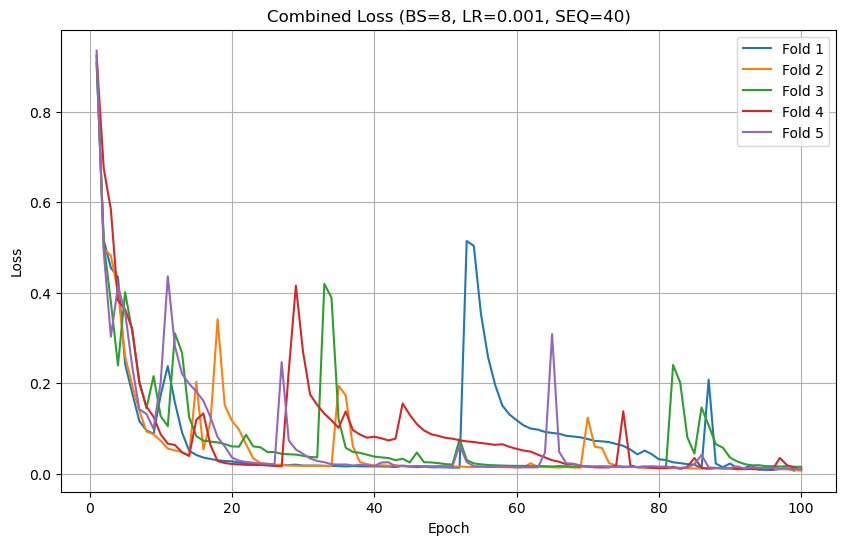 Combined Loss (BS=8, LR=0.001, SEQ=40)
Fold 1
Fold 2
Fold 3
Fold 4
Fold 5
Loss
0.8
0.6
0.4
0.2
0.0
0 20 40 60 80 100
Epoch